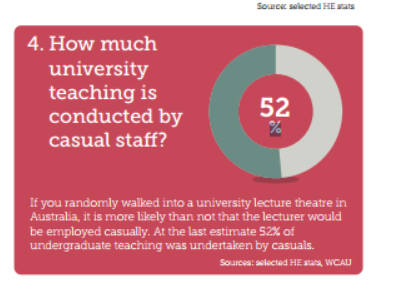 Source: selected HE stats
4. How much
university
teaching is
conducted by
casual staff?
52
%
If you randomly walked into a university lecture theatre in
Australia, it is more likely than not that the lecturer would
be employed casually. At the last estimate 52% of
undergraduate teaching was undertaken by casuals.
Sources: selected HE stats, WCAU